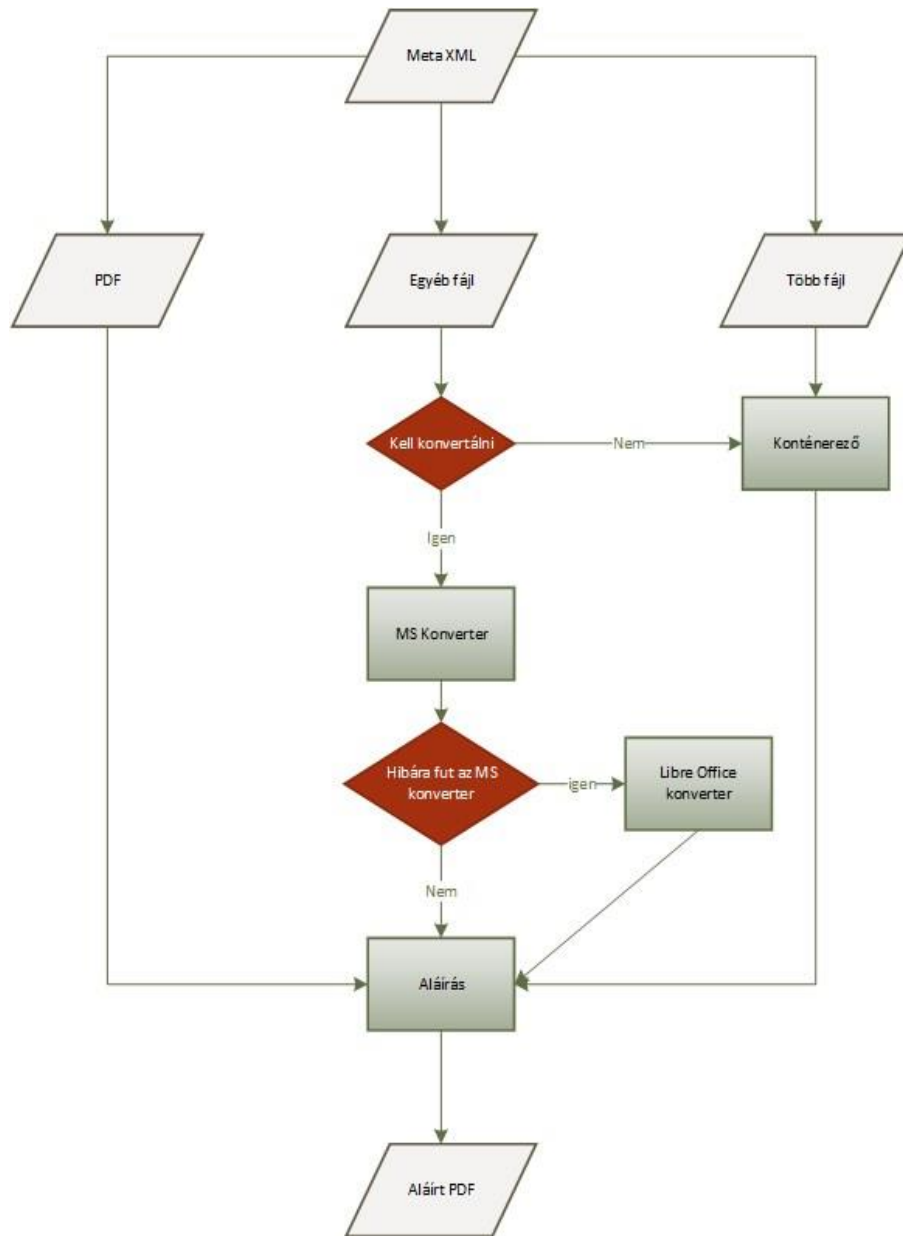 Meta XML
PDF
Egyéb fájl
Több fájl
Kell konvertálni
Nem
Konténerező
Igen
MS Konverter
Hibára fut az MS
konverter
igen
Libre Office
konverter
Nem
Aláírás
Aláírt PDF